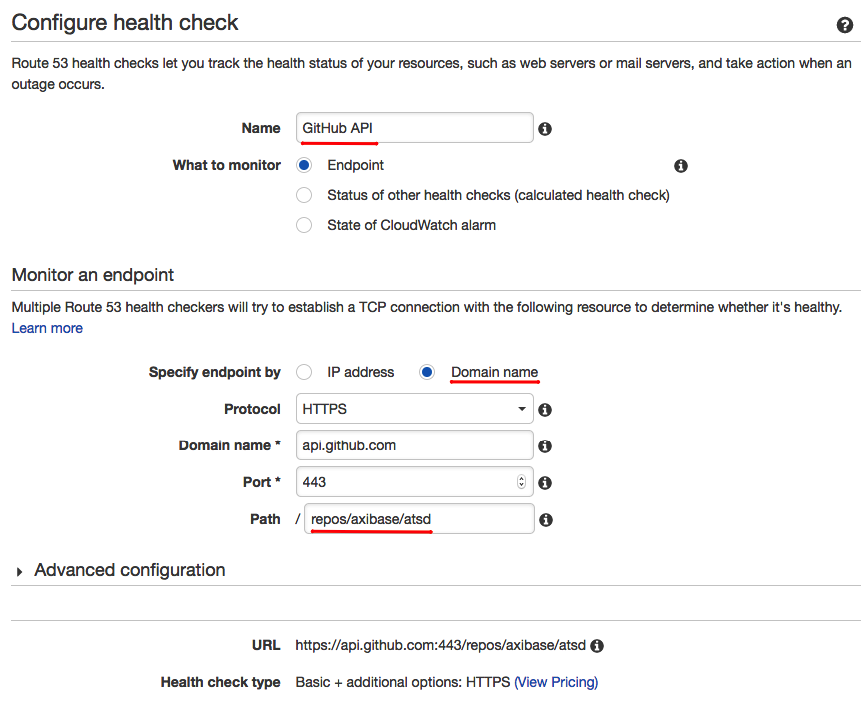 Configure health check
Route 53 health checks let you track the health status of your resources, such as web servers or mail servers, and take action when an
outage occurs.
Name GitHub API
What to monitor Endpoint
Status of other health checks (calculated health check)
State of CloudWatch alarm
Monitor an endpoint
Multiple Route 53 health checkers will try to establish a TCP connection with the following resource to determine whether it's healthy.
Learn more
Specify endpoint by IP address Domain name
Protocol HTTPS
Domain name * api.github.com
Port * 443
Path / repos/axibase/atsd
Advanced configuration
URL https://api.github.com:443/repos/axibase/atsd
Health check type Basic + additional options: HTTPS (View Pricing)